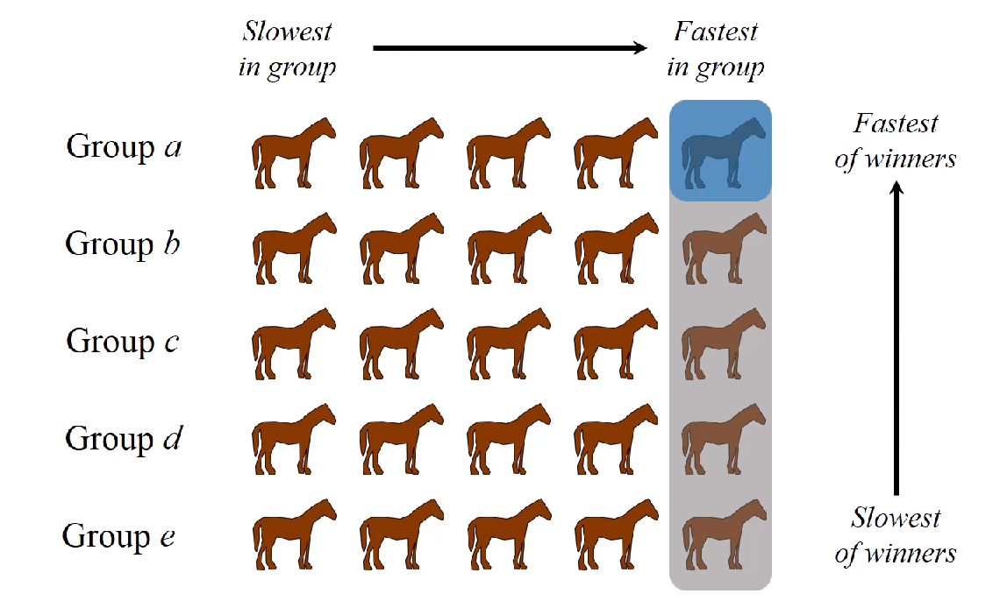 Slowest
in group
Fastest
in group
Group a
Fastest
of winners
Group b
Group c
Group d
Group e
Slowest
of winners